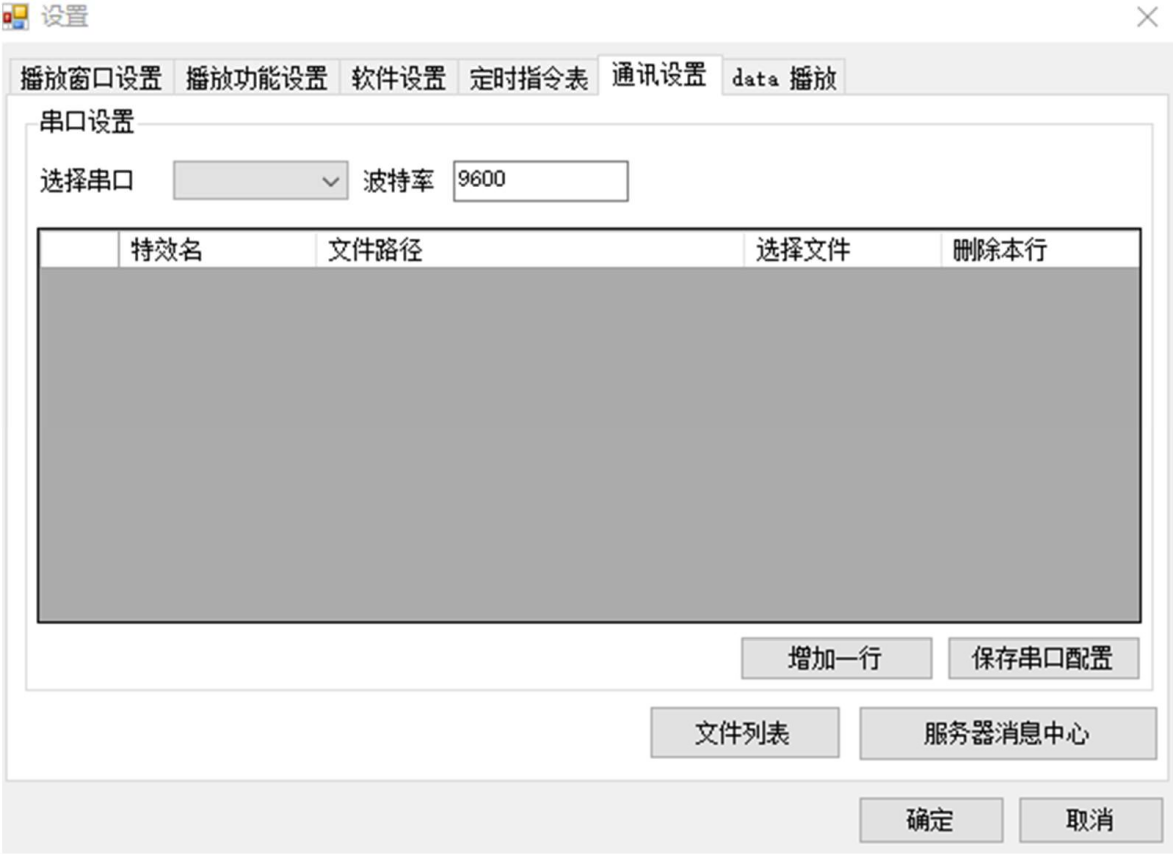 设置
播放窗口设置 播放功能设置 软件设置 定时指令表 通讯设置 data 播放
串口设置
选择串口 波特率 9600
特效名 文件路径 选择文件 删除本行
增加一行 保存串口配置
文件列表 服务器消息中心
确定 取消